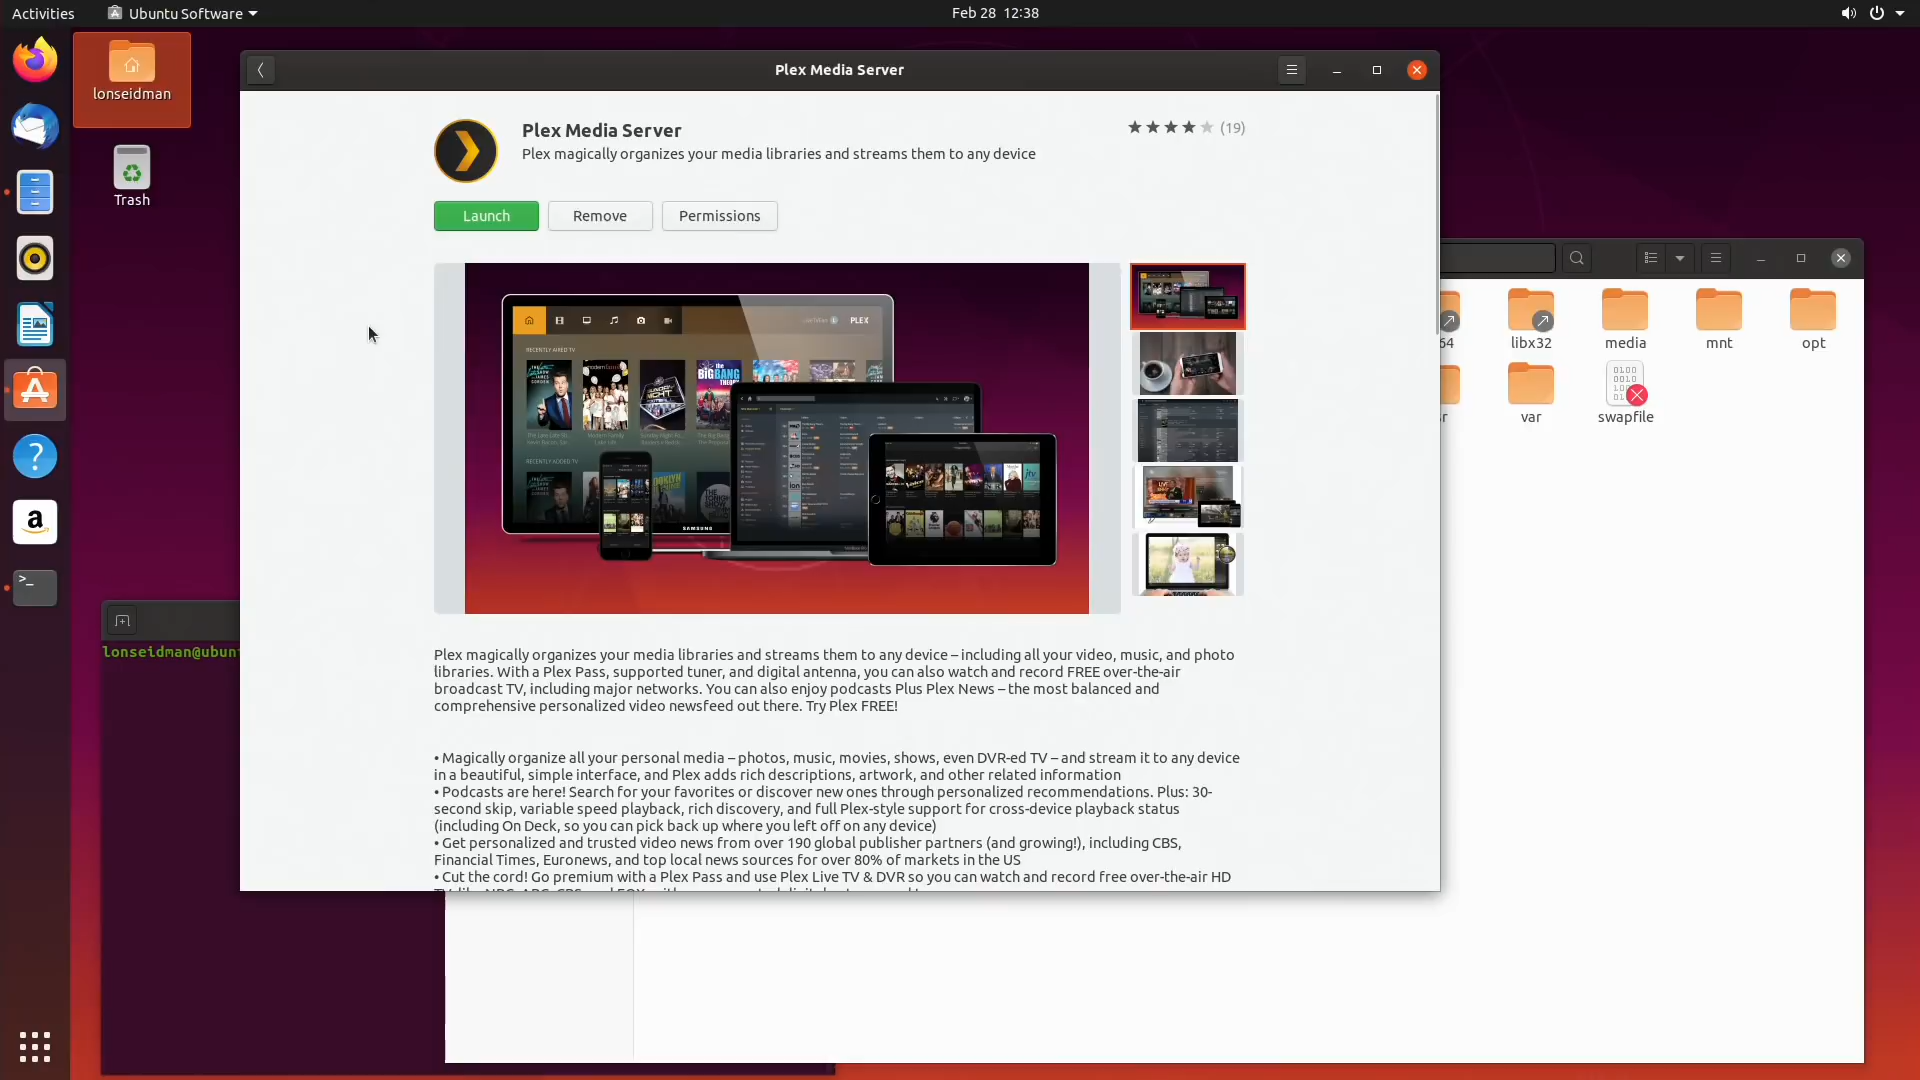 Activities
Ubuntu Software
Feb 28 12:38
lonseidman
Trash
Plex Media Server
Plex Media Server
Plex magically organizes your media libraries and streams them to any device
(19)
Launch
Remove
Permissions
PLEX
RECENTLY AIRED TV
RECENTLY ADDED TV
SAMSUNG
Plex magically organizes your media libraries and streams them to any device – including all your video, music, and photo
libraries. With a Plex Pass, supported tuner, and digital antenna, you can also watch and record FREE over-the-air
broadcast TV, including major networks. You can also enjoy podcasts Plus Plex News – the most balanced and
comprehensive personalized video newsfeed out there. Try Plex FREE!
• Magically organize all your personal media – photos, music, movies, shows, even DVR-ed TV – and stream it to any device
in a beautiful, simple interface, and Plex adds rich descriptions, artwork, and other related information
• Podcasts are here! Search for your favorites or discover new ones through personalized recommendations. Plus: 30-
second skip, variable speed playback, rich discovery, and full Plex-style support for cross-device playback status
(including On Deck, so you can pick back up where you left off on any device)
• Get personalized and trusted video news from over 190 global publisher partners (and growing!), including CBS,
Financial Times, Euronews, and top local news sources for over 80% of markets in the US
• Cut the cord! Go premium with a Plex Pass and use Plex Live TV & DVR so you can watch and record free over-the-air HD
64
libx32
media
mnt
opt
r
var
swapfile
lonseidman@ubun